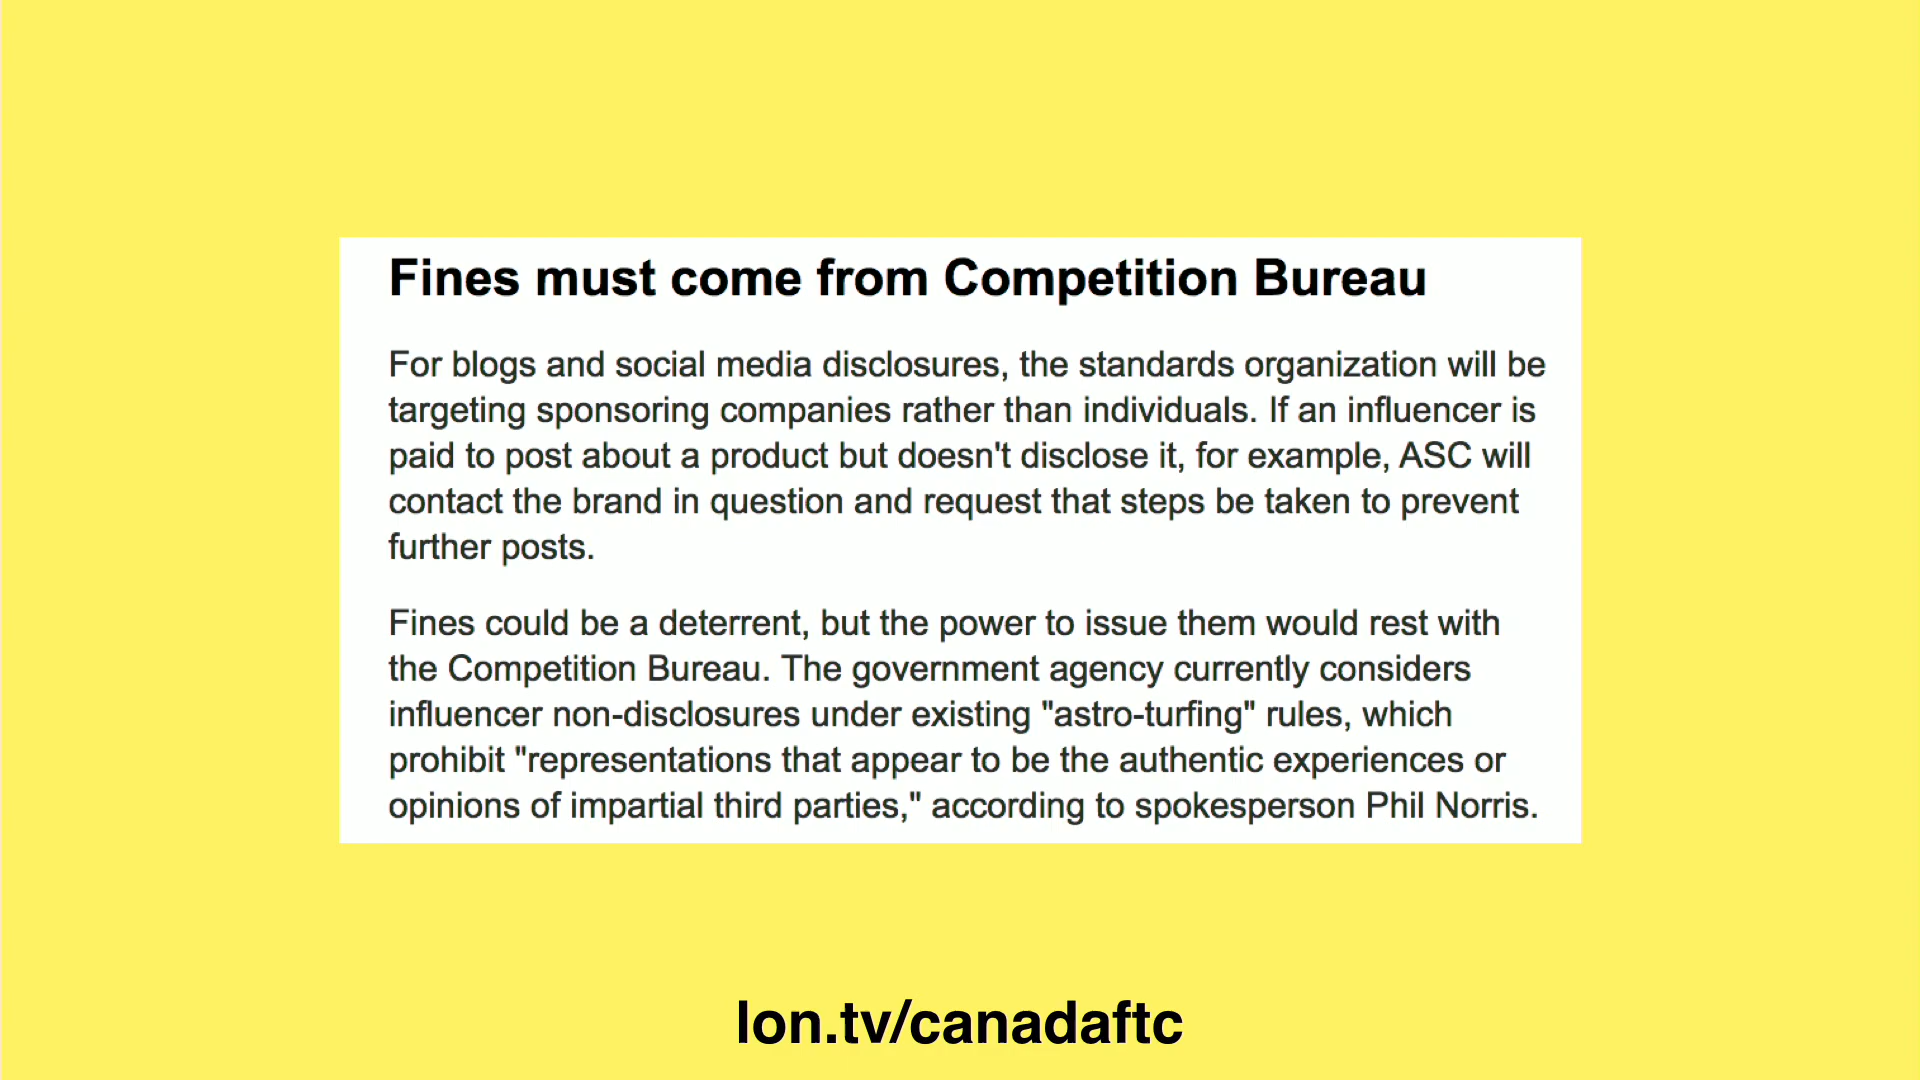 Fines must come from Competition Bureau
For blogs and social media disclosures, the standards organization will be
targeting sponsoring companies rather than individuals. If an influencer is
paid to post about a product but doesn't disclose it, for example, ASC will
contact the brand in question and request that steps be taken to prevent
further posts.
Fines could be a deterrent, but the power to issue them would rest with
the Competition Bureau. The government agency currently considers
influencer non-disclosures under existing "astro-turfing" rules, which
prohibit "representations that appear to be the authentic experiences or
opinions of impartial third parties," according to spokesperson Phil Norris.
lon.tv/canadaftc